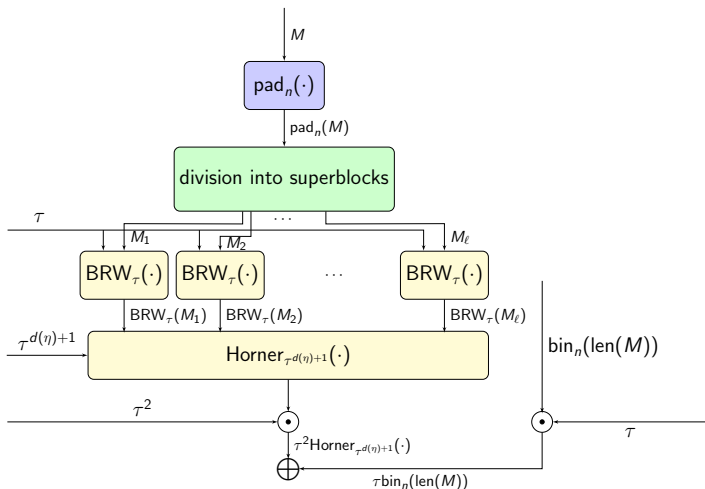 M
pad_n(·)
pad_n(M)
division into superblocks
...
τ
M_1
M_2
M_ℓ
BRW_τ(·)
BRW_τ(·)
...
BRW_τ(·)
BRW_τ(M_1)
BRW_τ(M_2)
BRW_τ(M_ℓ)
τ^{d(η)+1}
Horner_{τ^{d(η)+1}}(·)
bin_n(len(M))
τ^2
τ
τ^2Horner_{τ^{d(η)+1}}(·)
τbin_n(len(M))